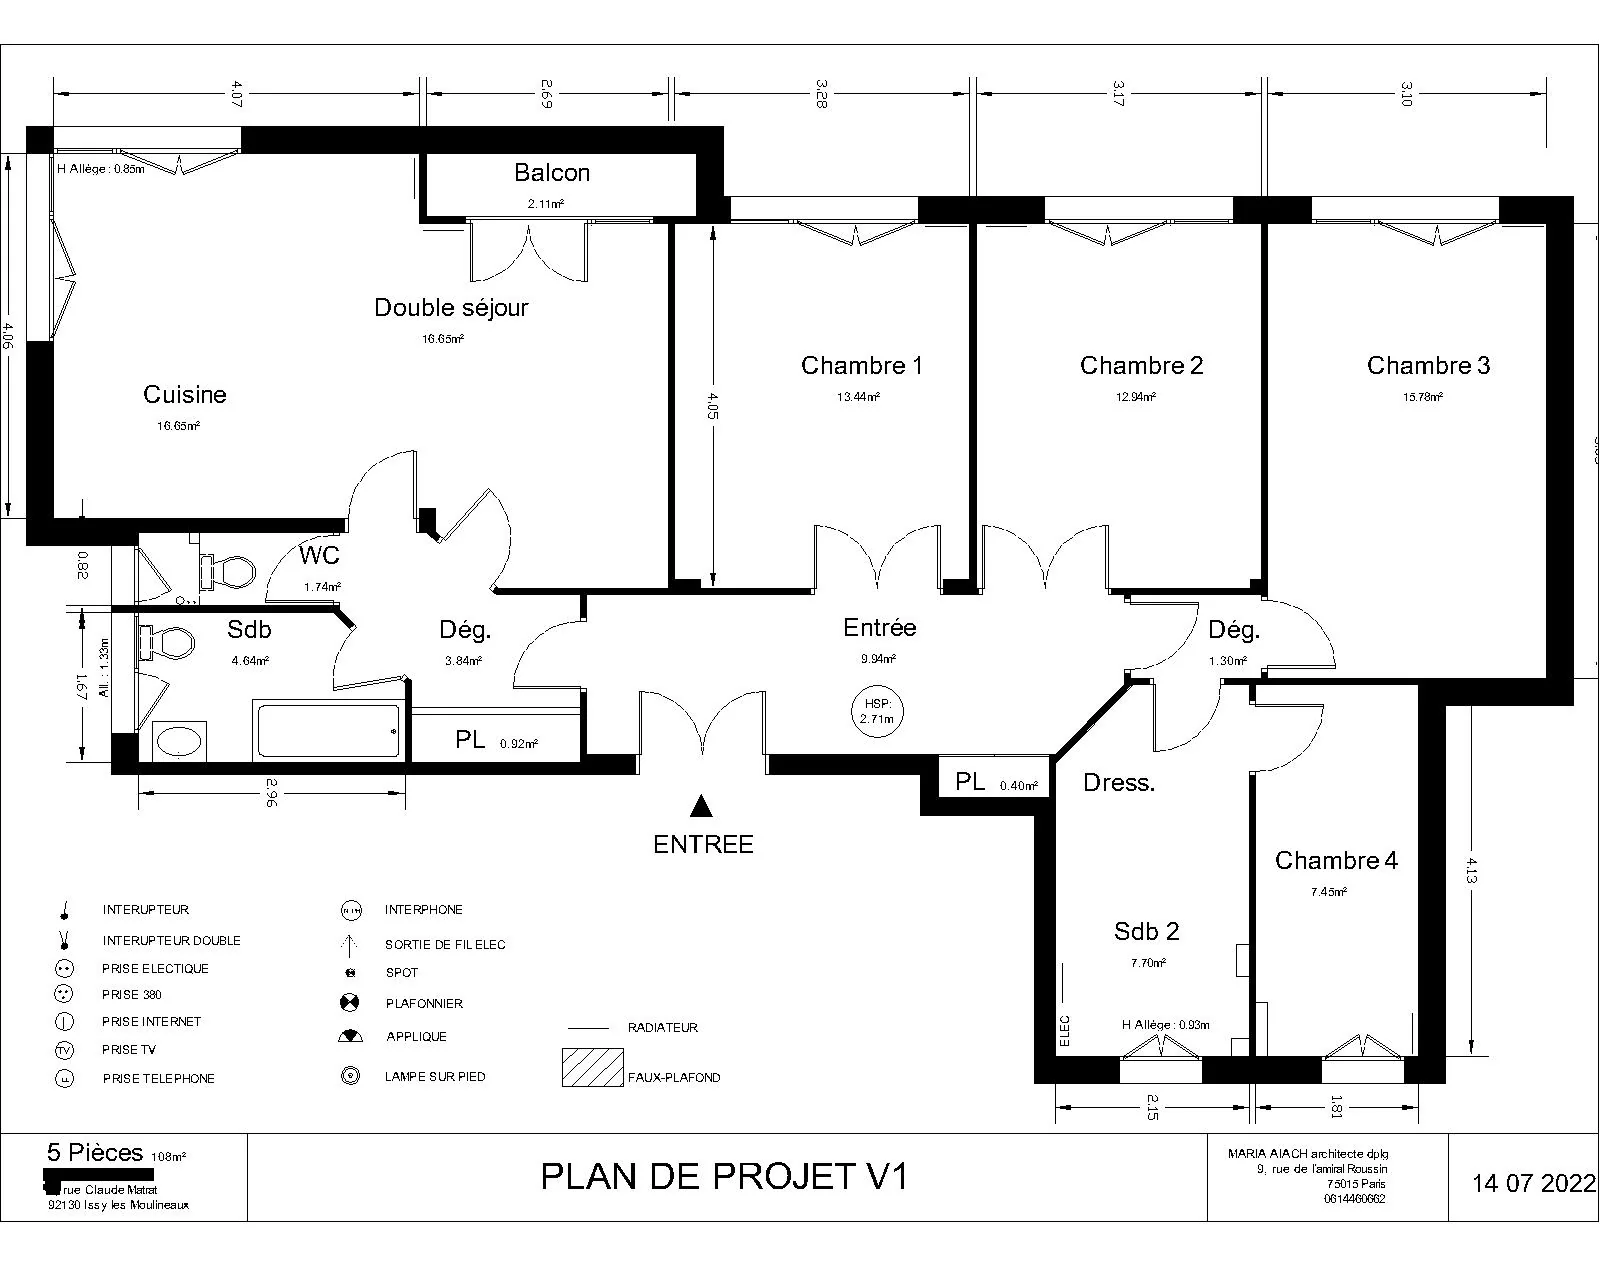 4.07
2.69
3.28
3.17
3.10
H Allège : 0.85m
Balcon
2.11m²
Double séjour
16.65m²
4.06
Cuisine
16.65m²
4.05
Chambre 1
13.44m²
Chambre 2
12.94m²
Chambre 3
15.78m²
0.82
WC
1.74m²
Sdb
4.64m²
All. : 1.33m
1.67
Dég.
3.84m²
Entrée
9.94m²
HSP:
2.71m
Dég.
1.30m²
PL 0.92m²
PL 0.40m²
Dress.
2.96
ENTREE
Chambre 4
7.45m²
4.13
Sdb 2
7.70m²
ELEC
H Allège : 0.93m
2.15
1.81
INTERUPTEUR
INTERUPTEUR DOUBLE
PRISE ELECTIQUE
PRISE 380
PRISE INTERNET
TV PRISE TV
PRISE TELEPHONE
INTERPHONE
SORTIE DE FIL ELEC
SPOT
PLAFONNIER
APPLIQUE
LAMPE SUR PIED
RADIATEUR
FAUX-PLAFOND
5 Pièces 108m²
rue Claude Matrat
92130 Issy les Moulineaux
PLAN DE PROJET V1
MARIA AIACH architecte dplg
9, rue de l'amiral Roussin
75015 Paris
0614460662
14 07 2022